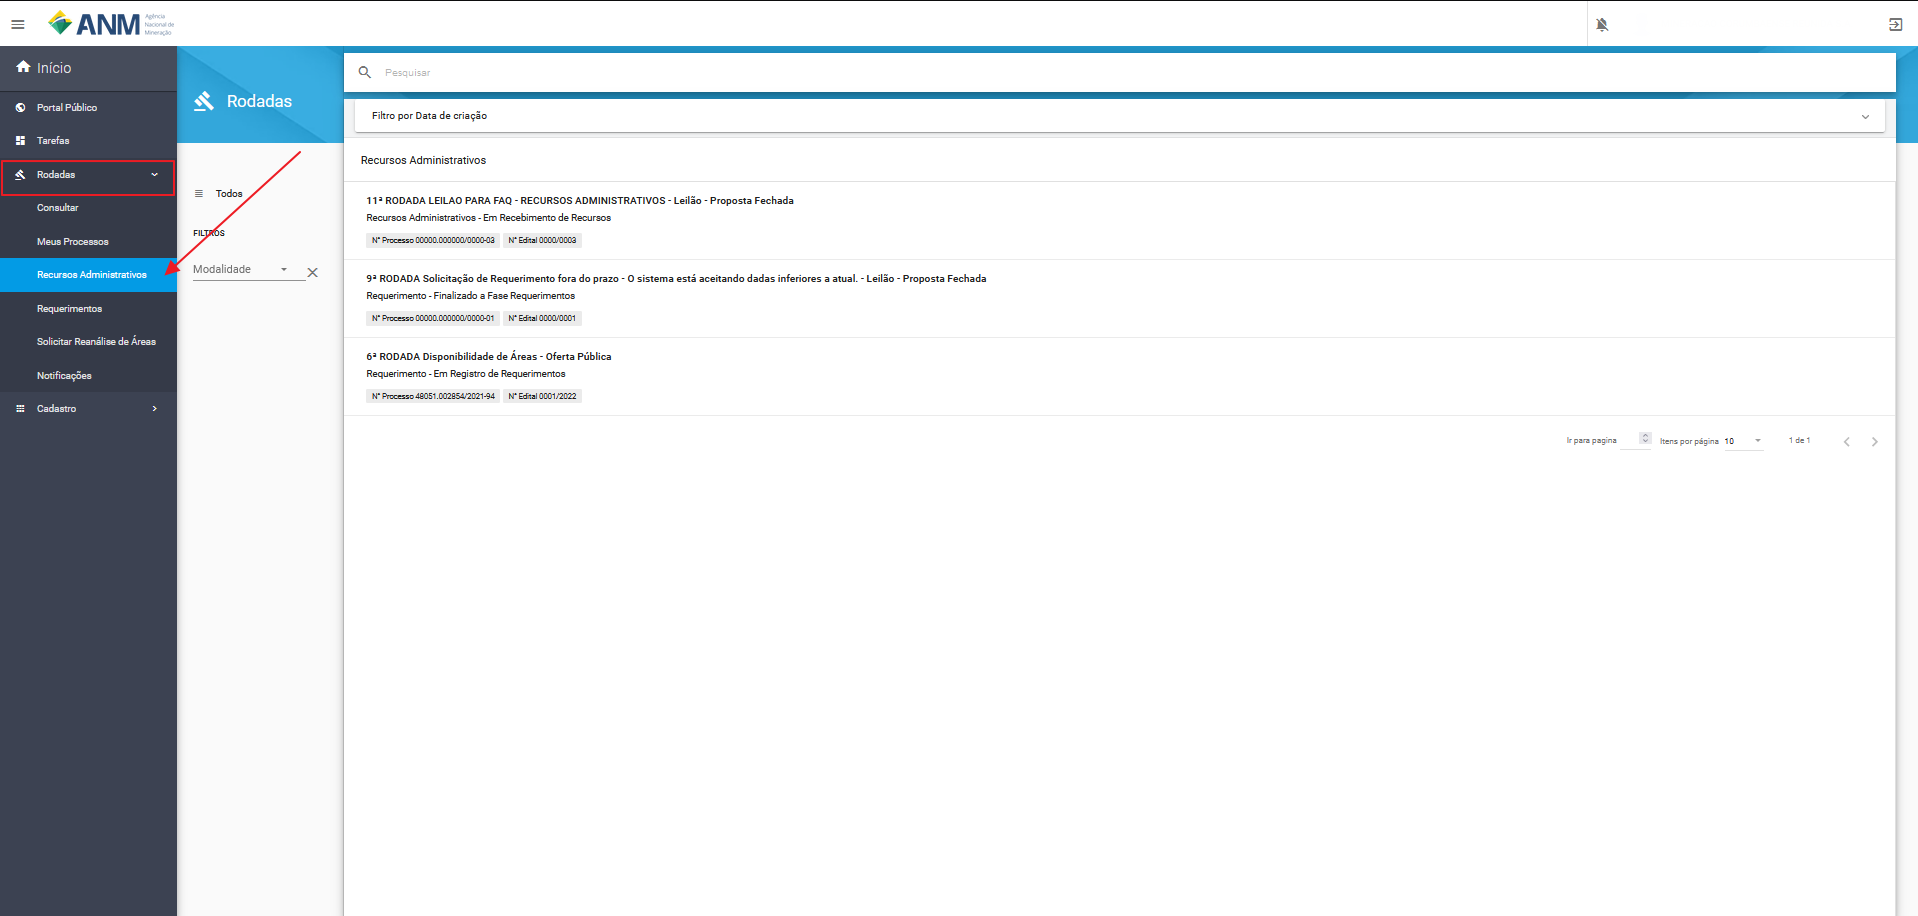 ANM Agência
Nacional de
Mineração
Início
Portal Público
Tarefas
Rodadas
Consultar
Meus Processos
Recursos Administrativos
Requerimentos
Solicitar Reanálise de Áreas
Notificações
Cadastro
Rodadas
Todos
FILTROS
Modalidade
Pesquisar
Filtro por Data de criação
Recursos Administrativos
11ª RODADA LEILAO PARA FAQ - RECURSOS ADMINISTRATIVOS - Leilão - Proposta Fechada
Recursos Administrativos - Em Recebimento de Recursos
N° Processo 00000.000000/0000-03 N° Edital 0000/0003
9ª RODADA Solicitação de Requerimento fora do prazo - O sistema está aceitando dadas inferiores a atual. - Leilão - Proposta Fechada
Requerimento - Finalizado a Fase Requerimentos
N° Processo 00000.000000/0000-01 N° Edital 0000/0001
6ª RODADA Disponibilidade de Áreas - Oferta Pública
Requerimento - Em Registro de Requerimentos
N° Processo 48051.002854/2021-94 N° Edital 0001/2022
Ir para pagina Itens por página 10 1 de 1